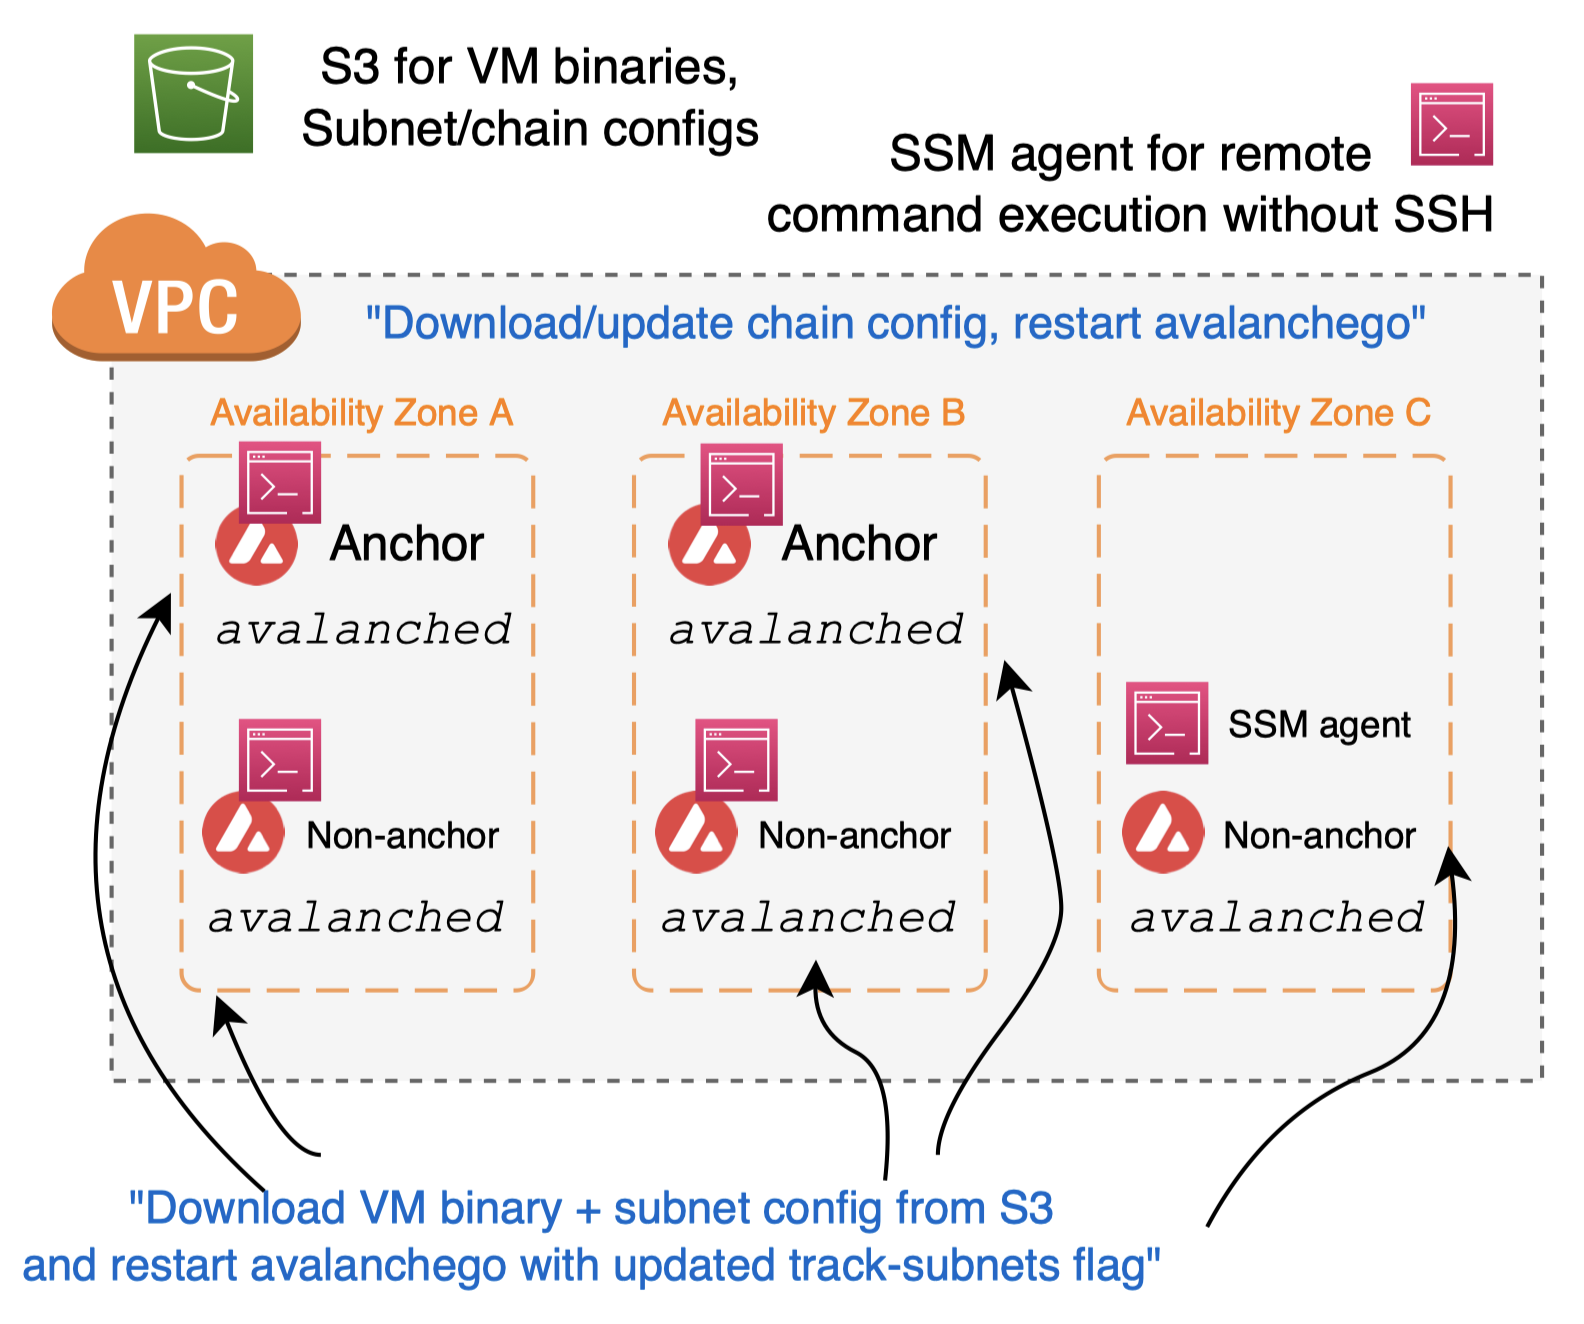 S3 for VM binaries,
Subnet/chain configs
SSM agent for remote
command execution without SSH
VPC
"Download/update chain config, restart avalanchego"
Availability Zone A
Availability Zone B
Availability Zone C
Anchor
avalanched
Anchor
avalanched
SSM agent
Non-anchor
avalanched
Non-anchor
avalanched
Non-anchor
avalanched
"Download VM binary + subnet config from S3
and restart avalanchego with updated track-subnets flag"